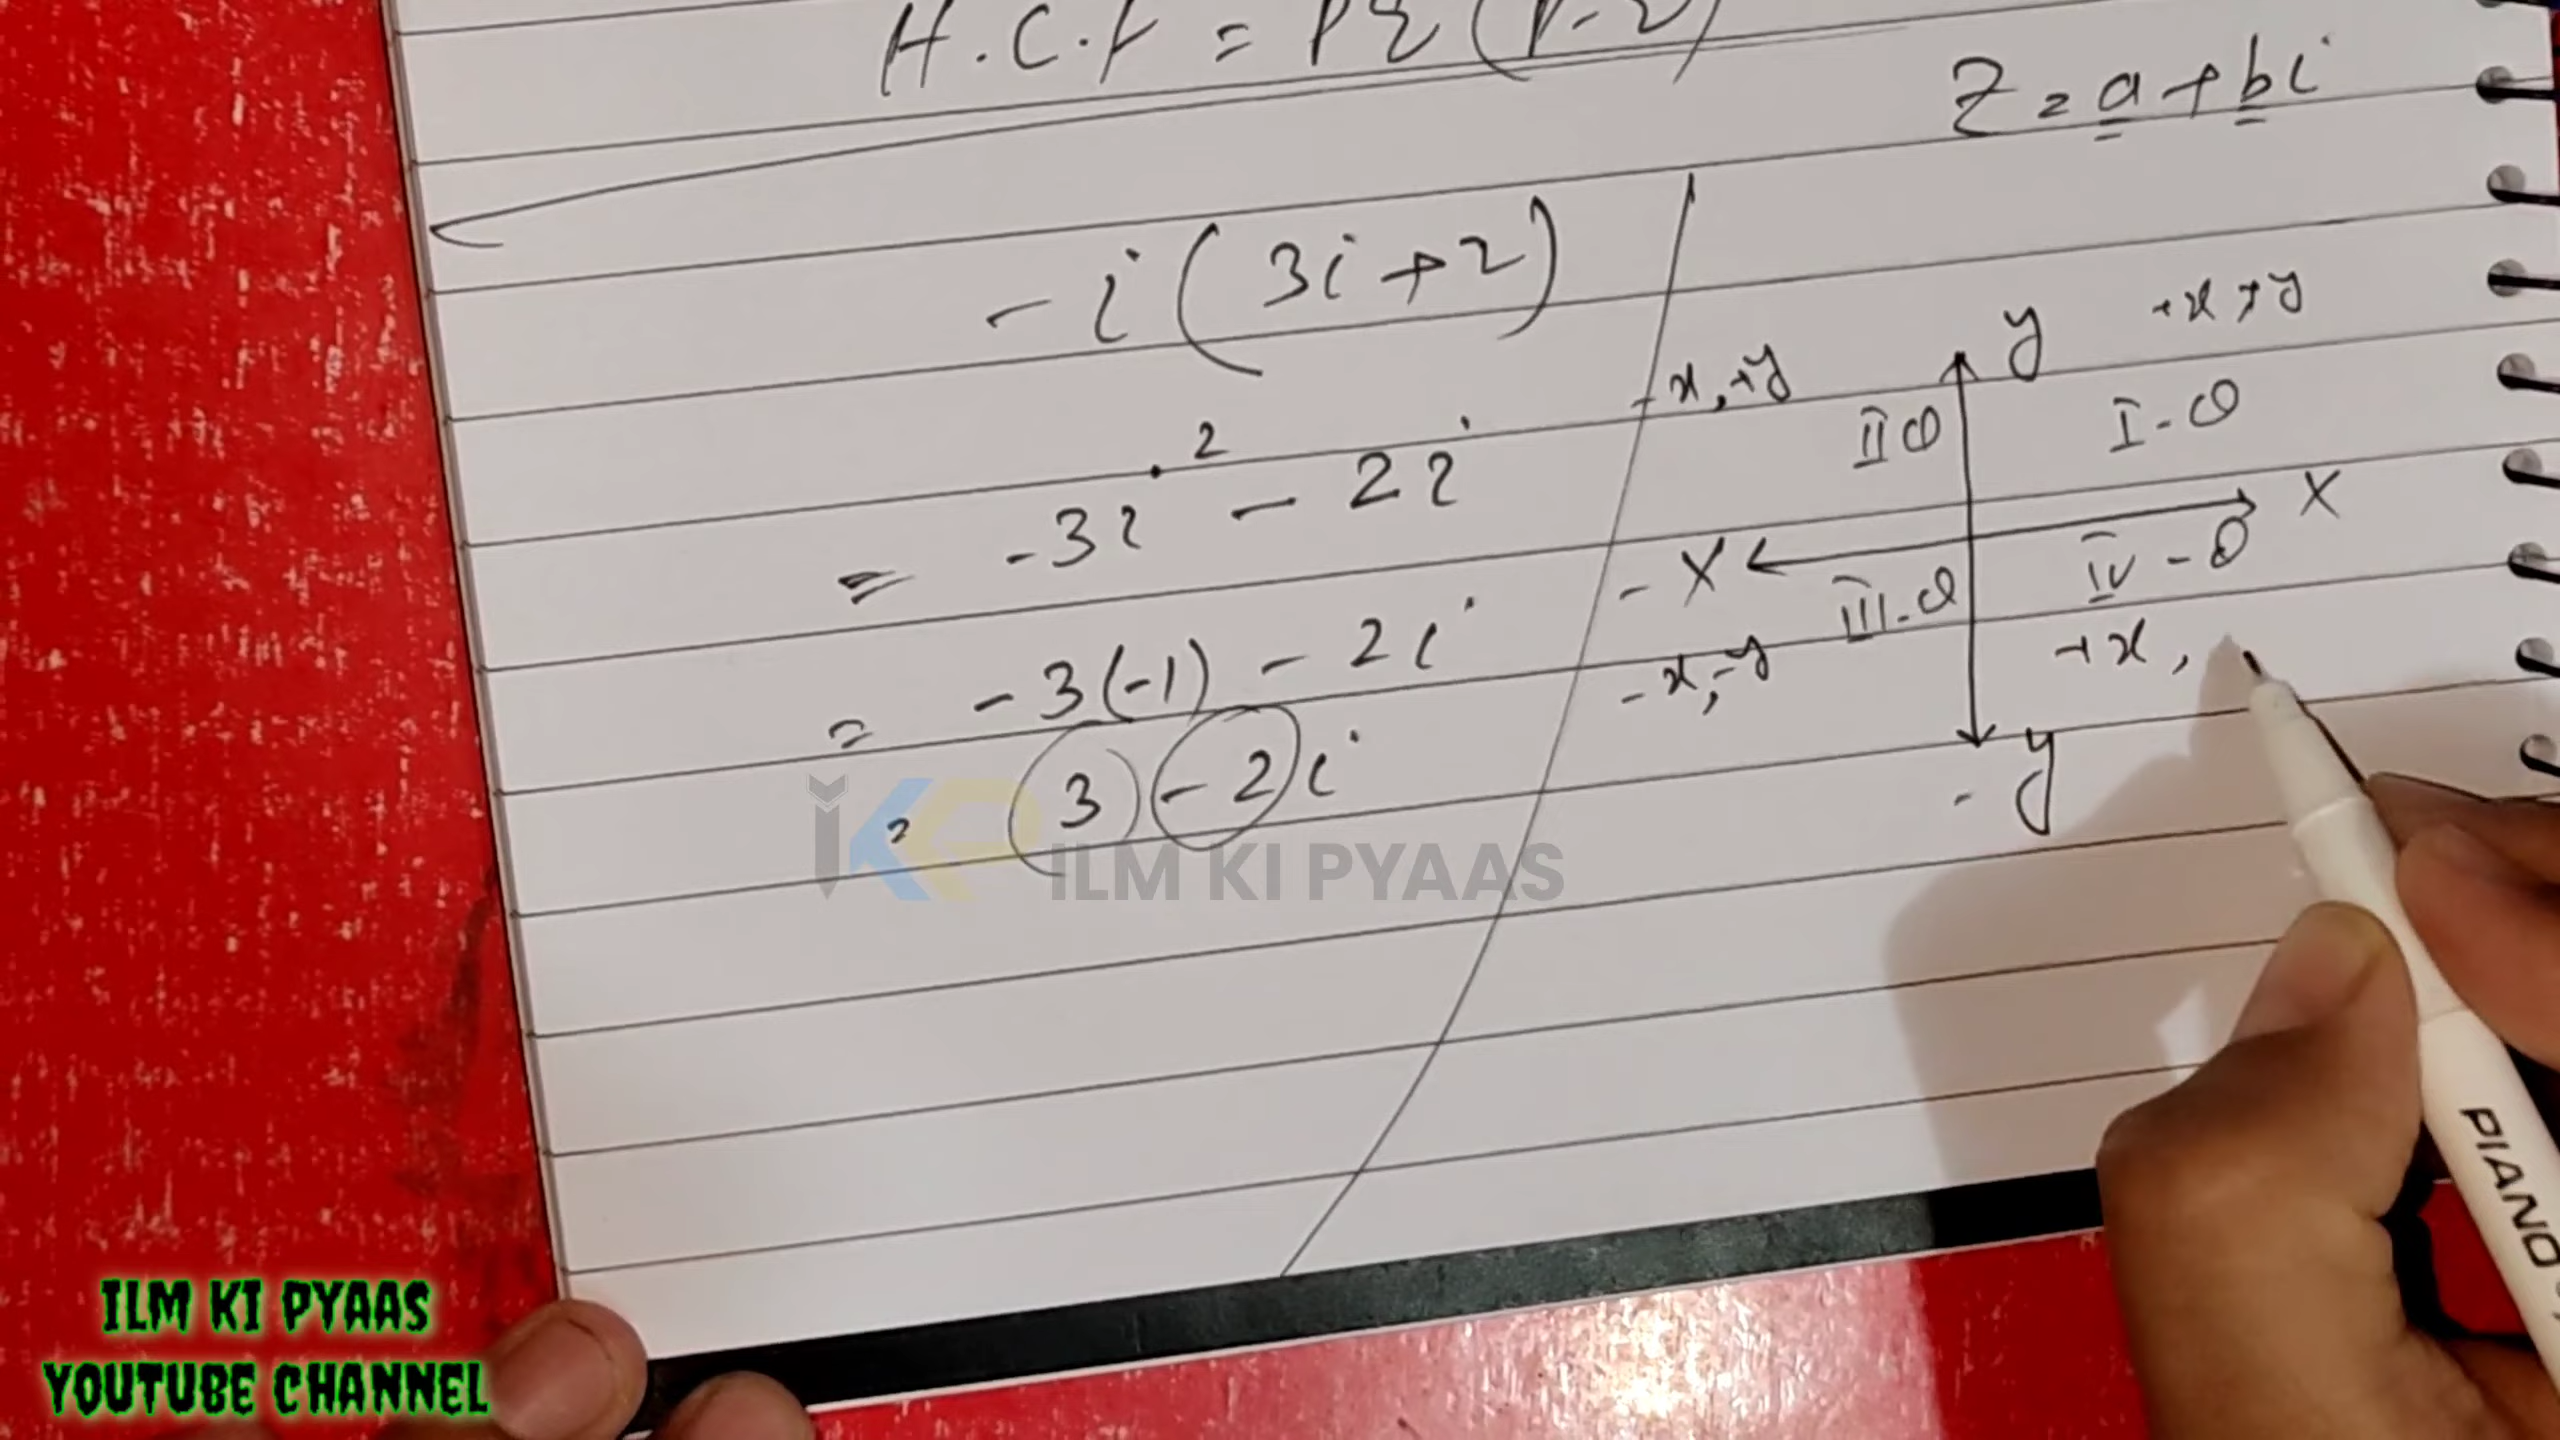 H.C.F = pq(p-q)
Z = a + bi
- i ( 3i + 2 )
= -3i² - 2i
= -3(-1) - 2i
= 3 - 2i
y
+x, +y
-x, +y
II Q
I - Q
X
- X
III - Q
IV - Q
-x, -y
+x,
- y
ILM KI PYAAS
PIANO
ILM KI PYAAS
YOUTUBE CHANNEL